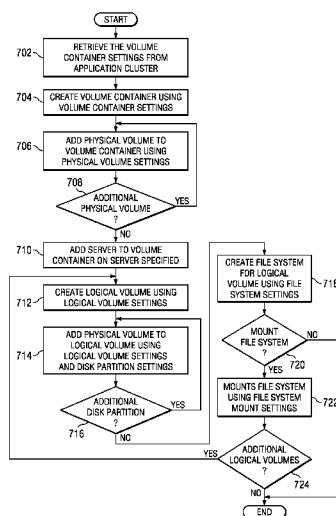 START
702
RETRIEVE THE VOLUME
CONTAINER SETTINGS FROM
APPLICATION CLUSTER
704
CREATE VOLUME CONTAINER USING
VOLUME CONTAINER SETTINGS
706
ADD PHYSICAL VOLUME TO
VOLUME CONTAINER USING
PHYSICAL VOLUME SETTINGS
708
ADDITIONAL
PHYSICAL VOLUME
?
YES
NO
710
ADD SERVER TO VOLUME
CONTAINER ON SERVER SPECIFIED
712
CREATE LOGICAL VOLUME USING
LOGICAL VOLUME SETTINGS
714
ADD PHYSICAL VOLUME TO
LOGICAL VOLUME USING
LOGICAL VOLUME SETTINGS
AND DISK PARTITION SETTINGS
ADDITIONAL
DISK PARTITION
?
YES
716
NO
CREATE FILE SYSTEM
FOR LOGICAL
VOLUME USING FILE
SYSTEM SETTINGS
718
MOUNT
FILE SYSTEM
?
NO
720
YES
MOUNTS FILE SYSTEM
USING FILE SYSTEM
MOUNT SETTINGS
722
YES
ADDITIONAL
LOGICAL VOLUMES
?
724
NO
END